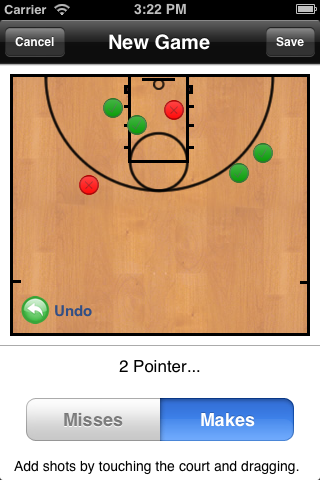 Carrier 3:22 PM
Cancel New Game Save
Undo
2 Pointer...
Misses Makes
Add shots by touching the court and dragging.